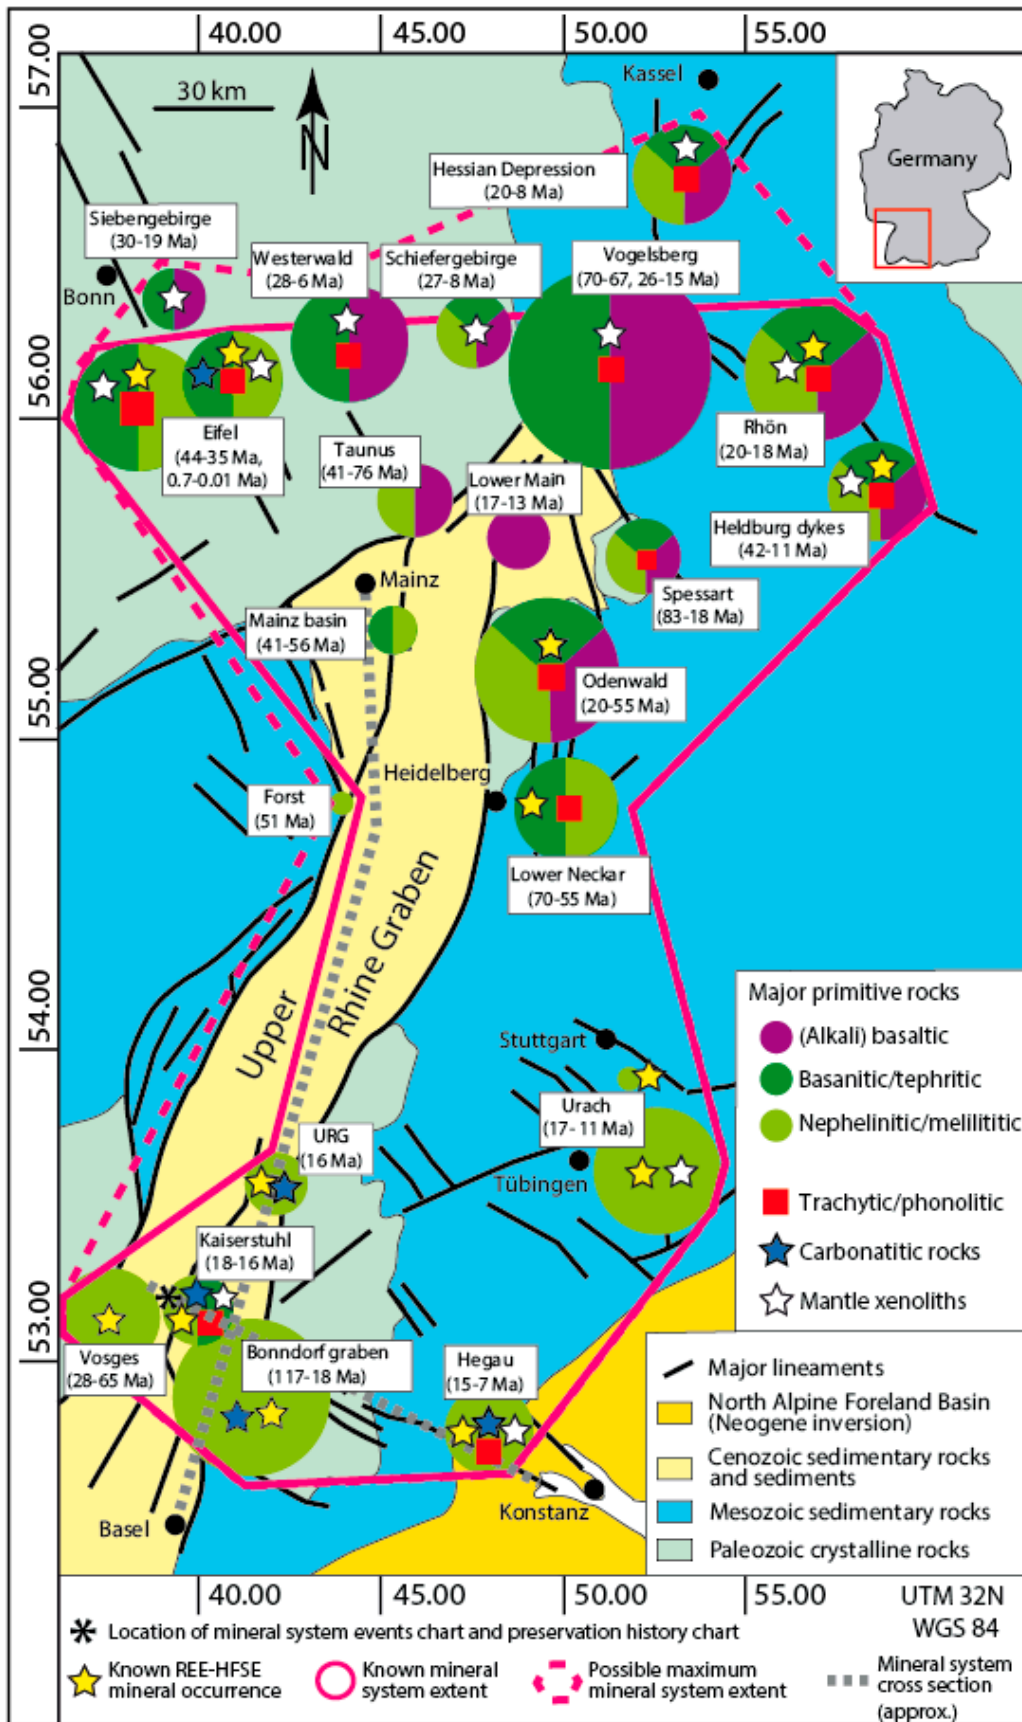 40.00
45.00
50.00
55.00
57.00
56.00
55.00
54.00
53.00
30 km
N
Kassel
Germany
Hessian Depression
(20-8 Ma)
Siebengebirge
(30-19 Ma)
Bonn
Westerwald
(28-6 Ma)
Schiefergebirge
(27-8 Ma)
Vogelsberg
(70-67, 26-15 Ma)
Eifel
(44-35 Ma,
0.7-0.01 Ma)
Taunus
(41-76 Ma)
Lower Main
(17-13 Ma)
Rhön
(20-18 Ma)
Heldburg dykes
(42-11 Ma)
Mainz
Spessart
(83-18 Ma)
Mainz basin
(41-56 Ma)
Odenwald
(20-55 Ma)
Heidelberg
Forst
(51 Ma)
Lower Neckar
(70-55 Ma)
Upper
Rhine Graben
Stuttgart
Urach
(17-11 Ma)
Tübingen
URG
(16 Ma)
Kaiserstuhl
(18-16 Ma)
Vosges
(28-65 Ma)
Bonndorf graben
(117-18 Ma)
Hegau
(15-7 Ma)
Basel
Konstanz
Major primitive rocks
(Alkali) basaltic
Basanitic/tephritic
Nephelinitic/melilititic
Trachytic/phonolitic
Carbonatitic rocks
Mantle xenoliths
Major lineaments
North Alpine Foreland Basin
(Neogene inversion)
Cenozoic sedimentary rocks
and sediments
Mesozoic sedimentary rocks
Paleozoic crystalline rocks
40.00
45.00
50.00
55.00
UTM 32N
WGS 84
Location of mineral system events chart and preservation history chart
Known REE-HFSE
mineral occurrence
Known mineral
system extent
Possible maximum
mineral system extent
Mineral system
cross section
(approx.)